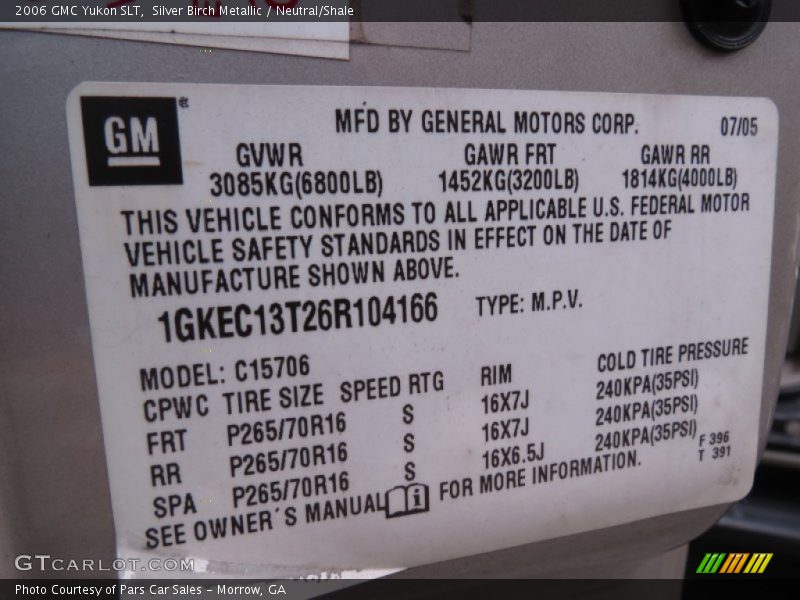 2006 GMC Yukon SLT,  Silver Birch Metallic / Neutral/Shale
GM®
MFD BY GENERAL MOTORS CORP. 07/05
GVWR GAWR FRT GAWR RR
3085KG(6800LB) 1452KG(3200LB) 1814KG(4000LB)
THIS VEHICLE CONFORMS TO ALL APPLICABLE U.S. FEDERAL MOTOR
VEHICLE SAFETY STANDARDS IN EFFECT ON THE DATE OF
MANUFACTURE SHOWN ABOVE.
1GKEC13T26R104166 TYPE: M.P.V.
MODEL: C15706
CPWC TIRE SIZE SPEED RTG RIM COLD TIRE PRESSURE
FRT P265/70R16 S 16X7J 240KPA(35PSI)
RR P265/70R16 S 16X7J 240KPA(35PSI)
SPA P265/70R16 S 16X6.5J 240KPA(35PSI)
F 396
T 391
SEE OWNER'S MANUAL i FOR MORE INFORMATION.
GTCARLOT.COM
Photo Courtesy of Pars Car Sales - Morrow, GA